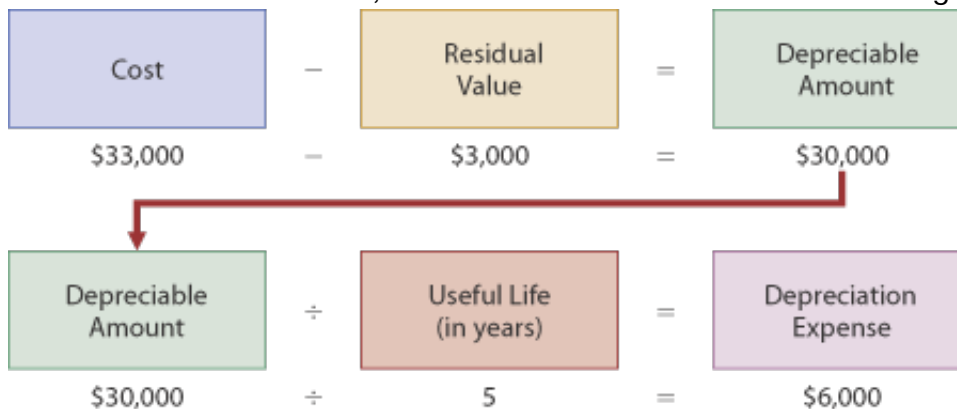 Cost − Residual Value = Depreciable Amount
$33,000 − $3,000 = $30,000
Depreciable Amount ÷ Useful Life (in years) = Depreciation Expense
$30,000 ÷ 5 = $6,000